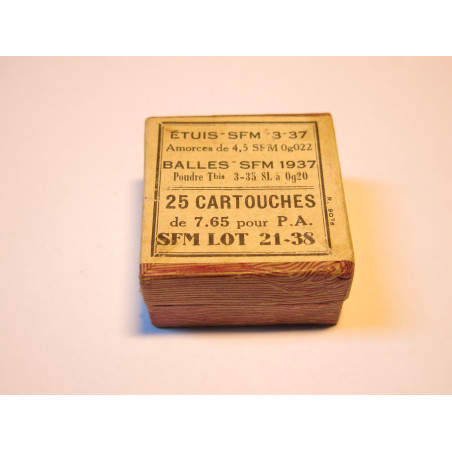 ÉTUIS-SFM 3-37
Amorces de 4,5 SFM 0g022
BALLES-SFM 1937
Poudre Tbis 3-35 SL à 0g20
25 CARTOUCHES
de 7.65 pour P.A.
SFM LOT 21-38